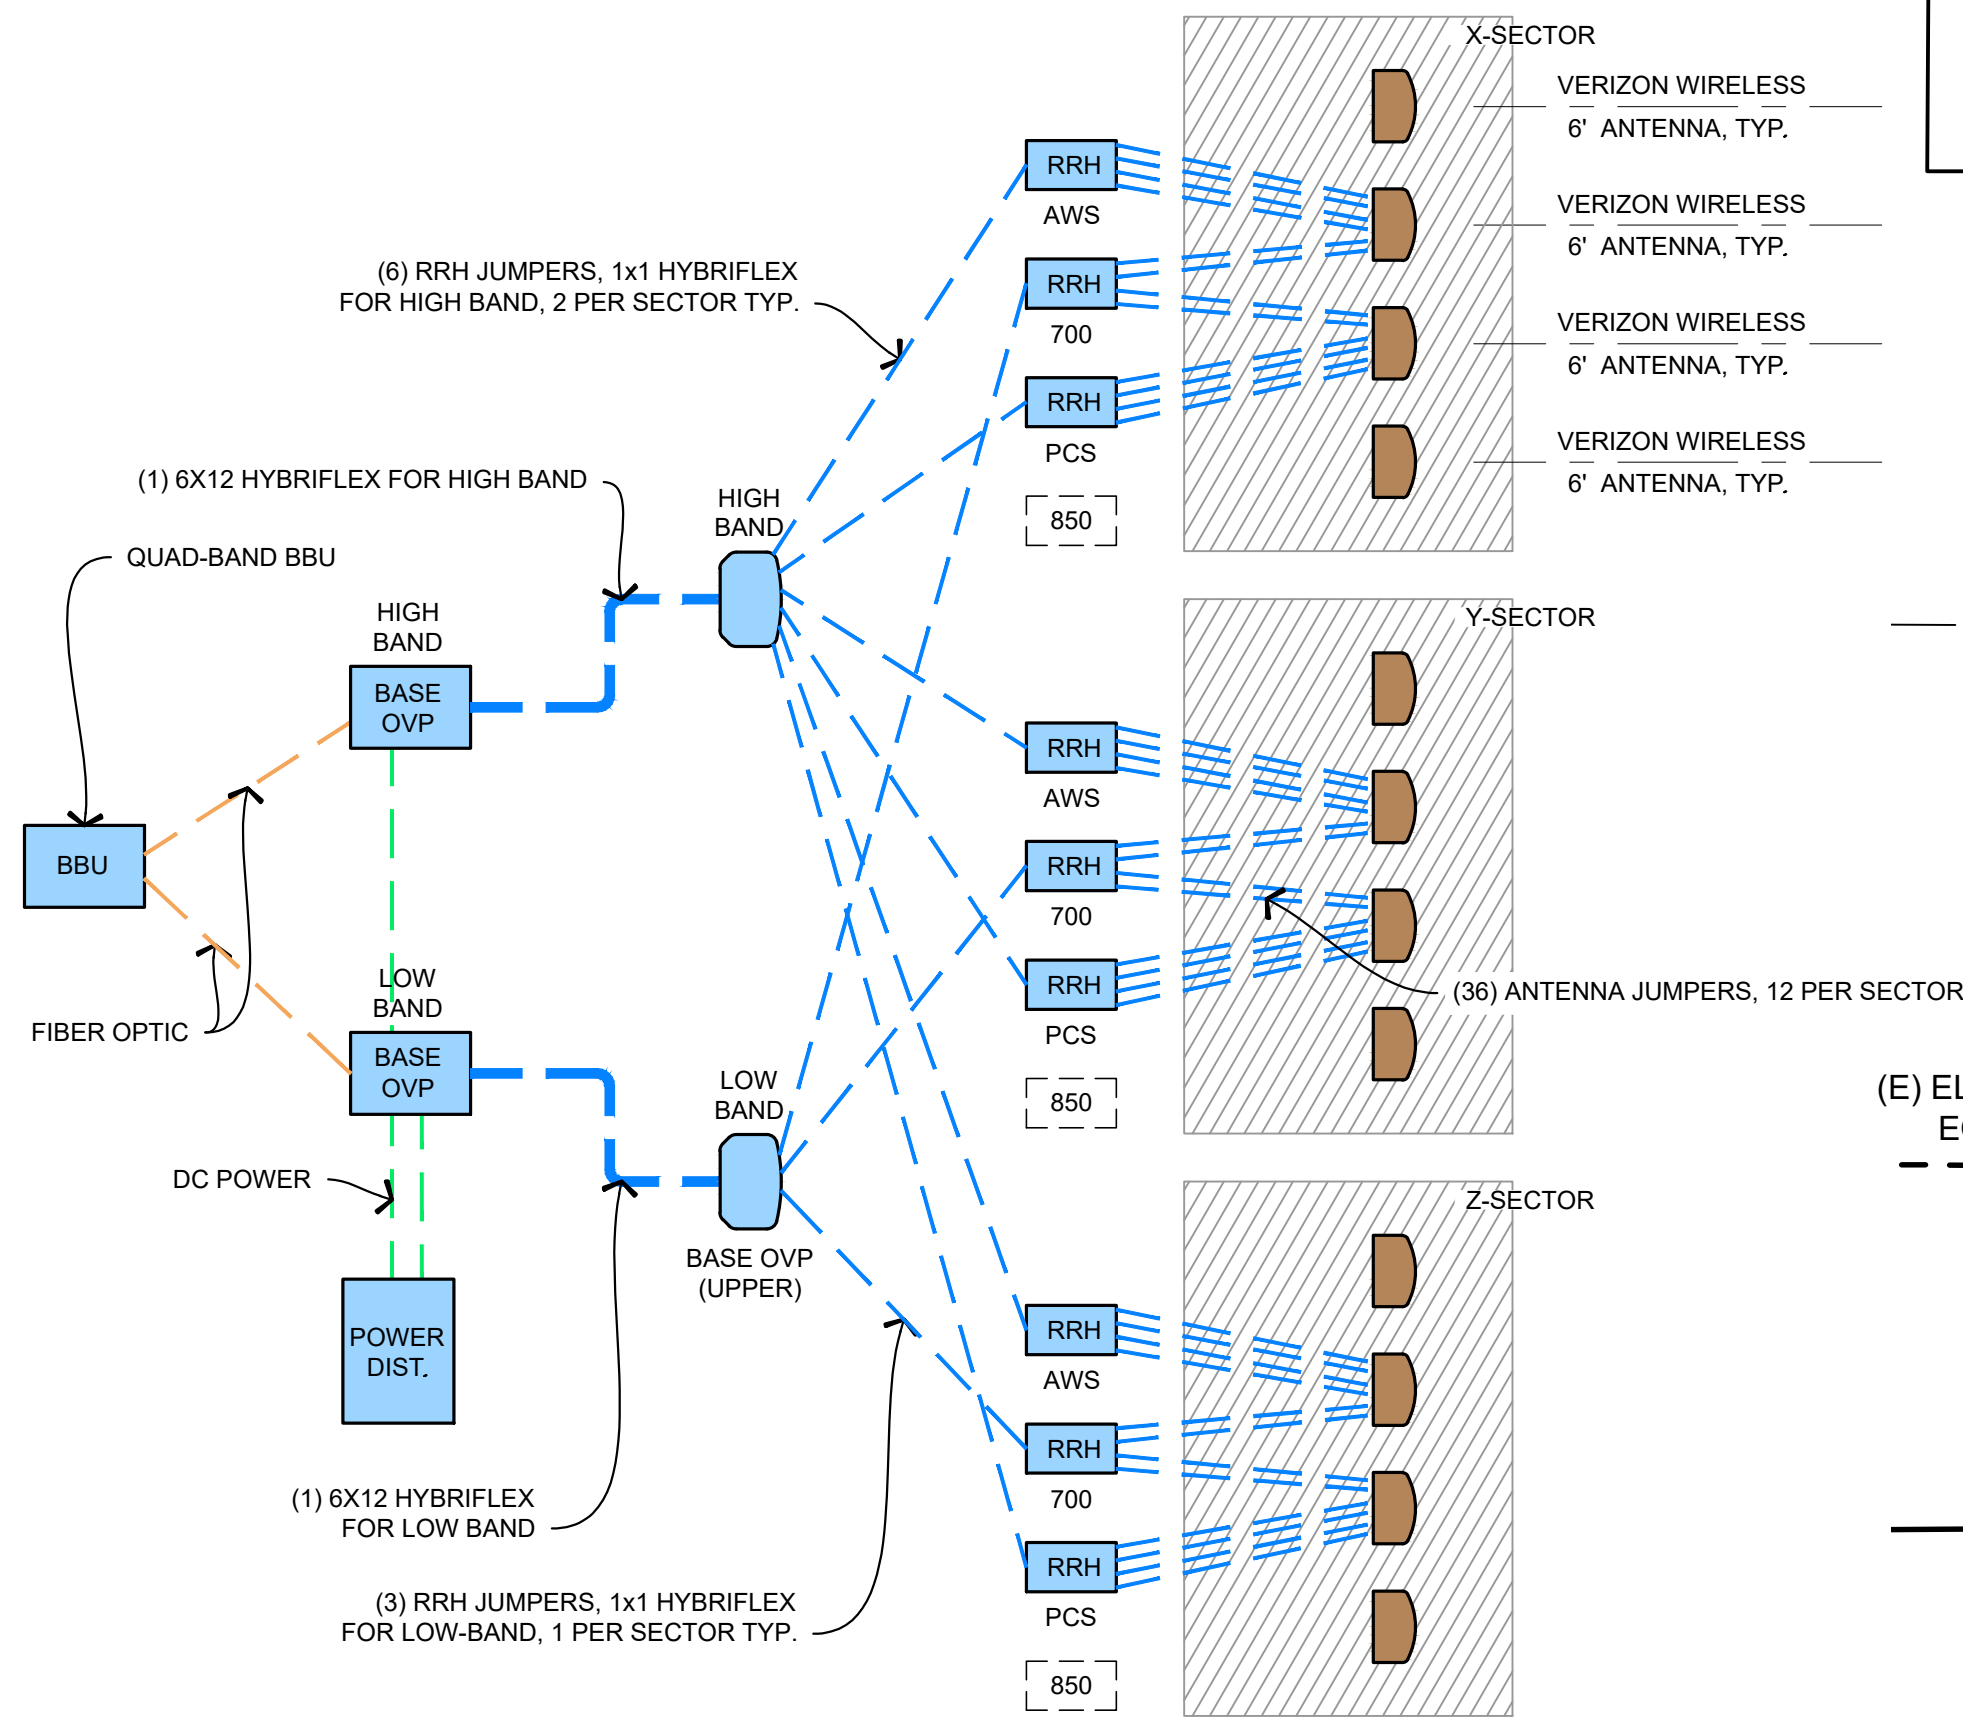 X-SECTOR
VERIZON WIRELESS
6' ANTENNA, TYP.
VERIZON WIRELESS
6' ANTENNA, TYP.
VERIZON WIRELESS
6' ANTENNA, TYP.
VERIZON WIRELESS
6' ANTENNA, TYP.
RRH
AWS
RRH
700
RRH
PCS
850
(6) RRH JUMPERS, 1x1 HYBRIFLEX
FOR HIGH BAND, 2 PER SECTOR TYP.
(1) 6X12 HYBRIFLEX FOR HIGH BAND
HIGH
BAND
QUAD-BAND BBU
HIGH
BAND
BASE
OVP
BBU
FIBER OPTIC
LOW
BAND
BASE
OVP
DC POWER
POWER
DIST.
LOW
BAND
BASE OVP
(UPPER)
(1) 6X12 HYBRIFLEX
FOR LOW BAND
(3) RRH JUMPERS, 1x1 HYBRIFLEX
FOR LOW-BAND, 1 PER SECTOR TYP.
Y-SECTOR
RRH
AWS
RRH
700
RRH
PCS
850
(36) ANTENNA JUMPERS, 12 PER SECTOR
(E)
Z-SECTOR
RRH
AWS
RRH
700
RRH
PCS
850